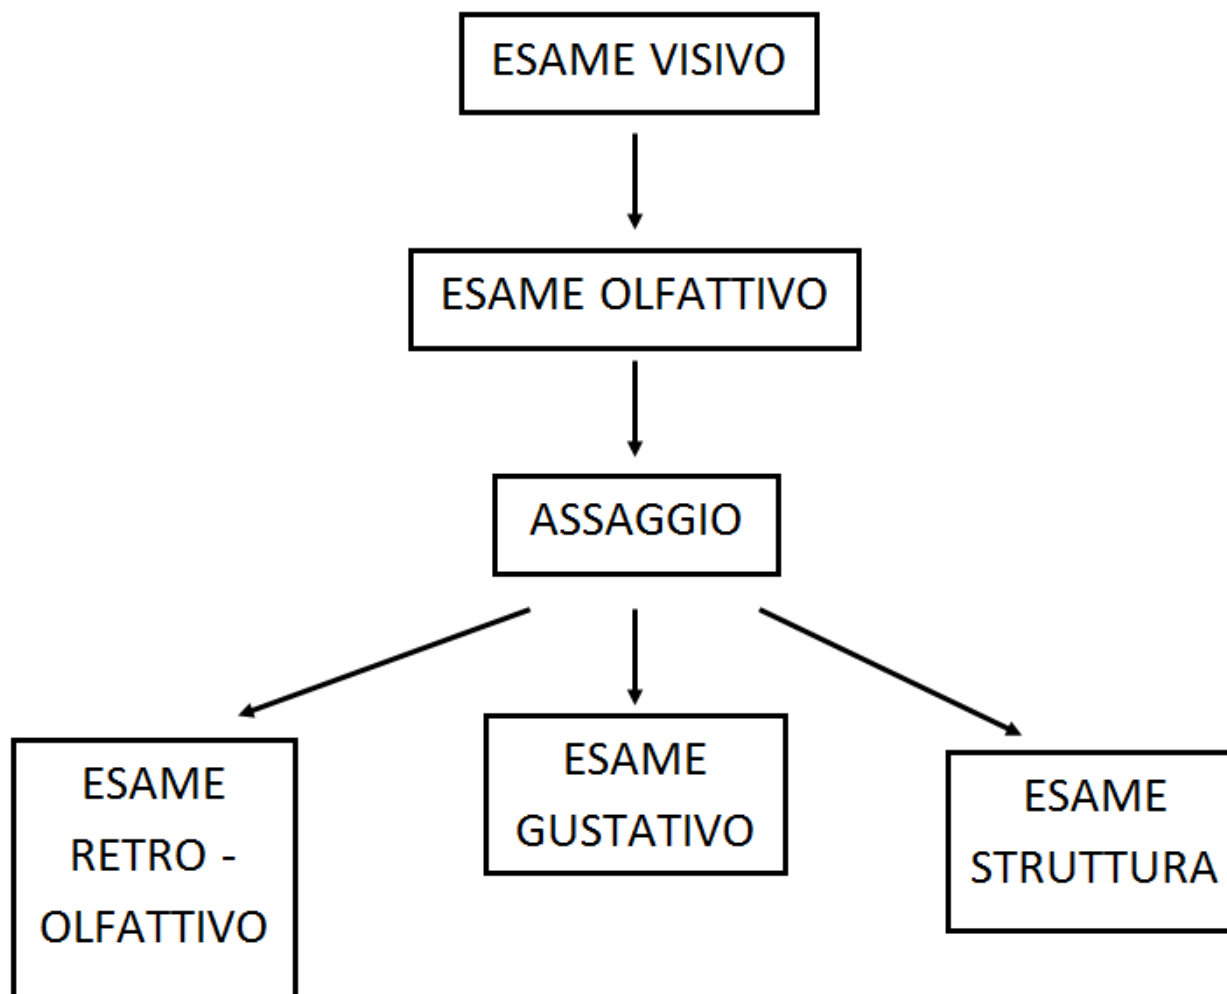 ESAME VISIVO
ESAME OLFATTIVO
ASSAGGIO
ESAME
RETRO -
OLFATTIVO
ESAME
GUSTATIVO
ESAME
STRUTTURA